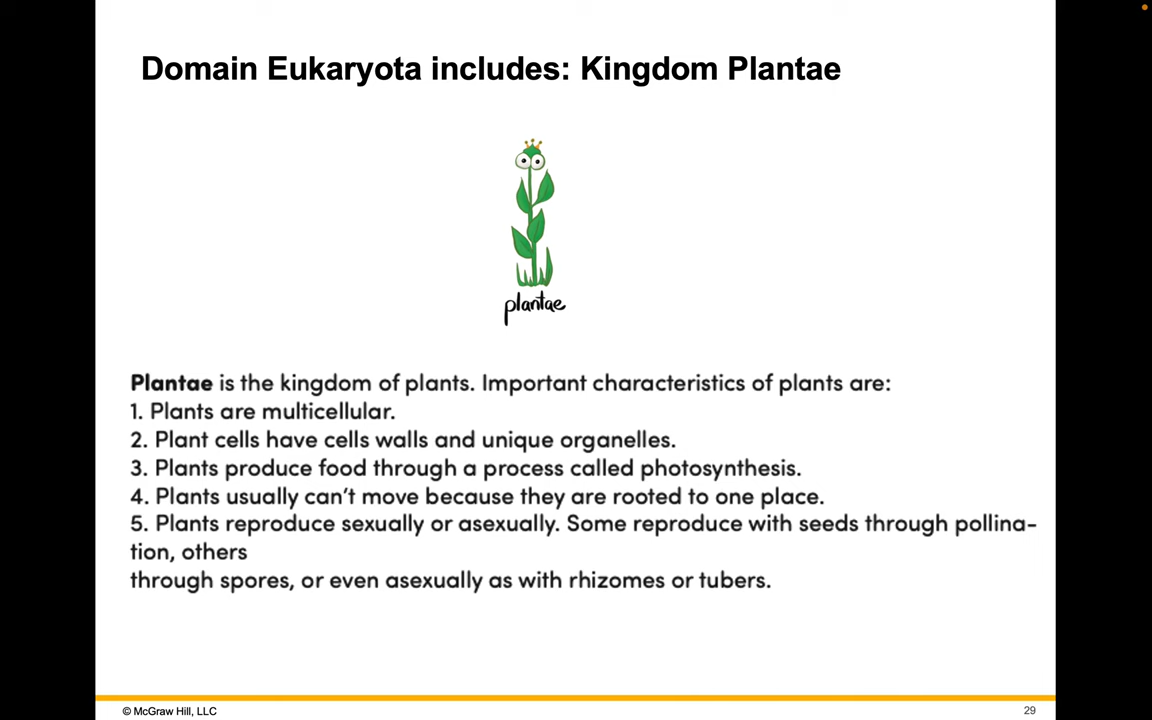 Domain Eukaryota includes: Kingdom Plantae
plantae
Plantae is the kingdom of plants. Important characteristics of plants are:
1. Plants are multicellular.
2. Plant cells have cells walls and unique organelles.
3. Plants produce food through a process called photosynthesis.
4. Plants usually can't move because they are rooted to one place.
5. Plants reproduce sexually or asexually. Some reproduce with seeds through pollina-
tion, others
through spores, or even asexually as with rhizomes or tubers.
© McGraw Hill, LLC
29